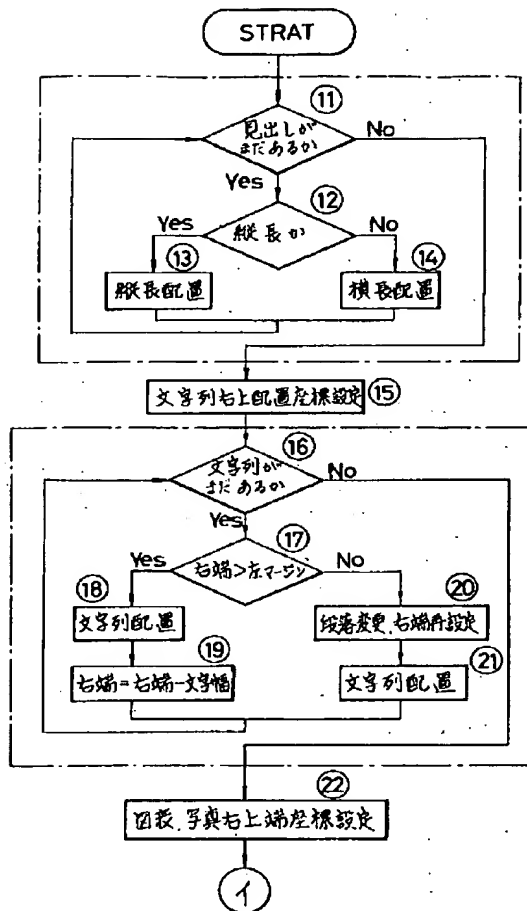 STRAT
⑪
見出しが
まだあるか
No
Yes
⑫
縦長か
Yes
No
⑬
縦長配置
⑭
横長配置
文字列右上配置座標設定
⑮
⑯
文字列が
まだあるか
No
Yes
⑰
右端>左マージン
Yes
No
⑱
文字列配置
⑲
右端=右端-文字幅
⑳
段落変更,右端再設定
㉑
文字列配置
㉒
図表,写真右上端座標設定
イ